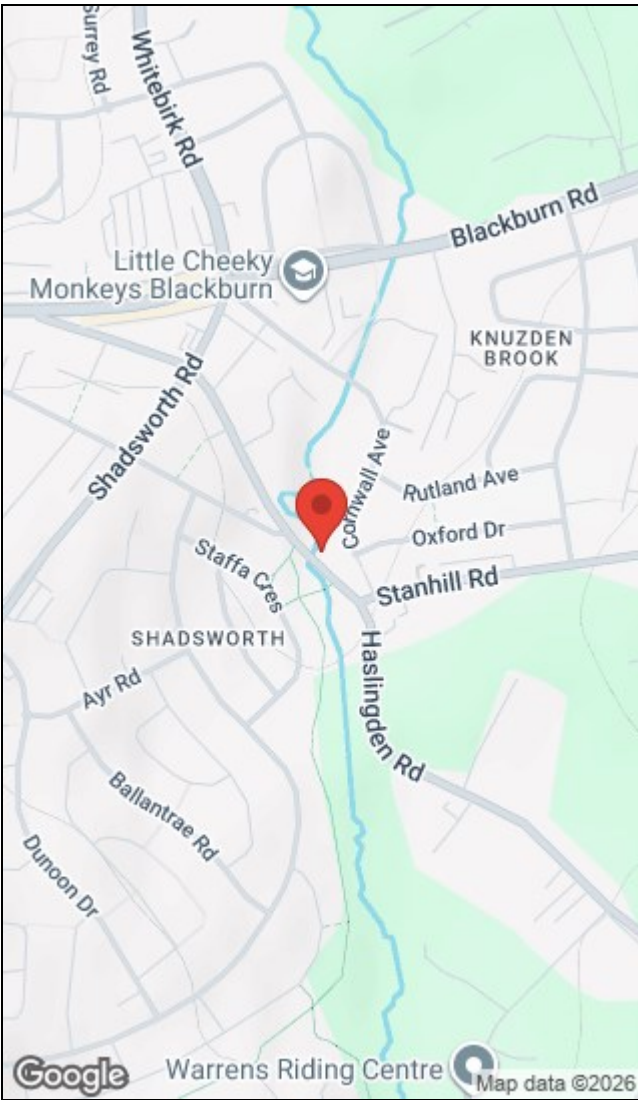 Surrey Rd
Whitebirk Rd
Blackburn Rd
Little Cheeky
Monkeys Blackburn
KNUZDEN
BROOK
Shadsworth Rd
Cornwall Ave
Rutland Ave
Oxford Dr
Staffa Cres
Stanhill Rd
SHADSWORTH
Haslingden Rd
Ayr Rd
Ballantrae Rd
Dunoon Dr
Warrens Riding Centre
Google
Map data ©2026